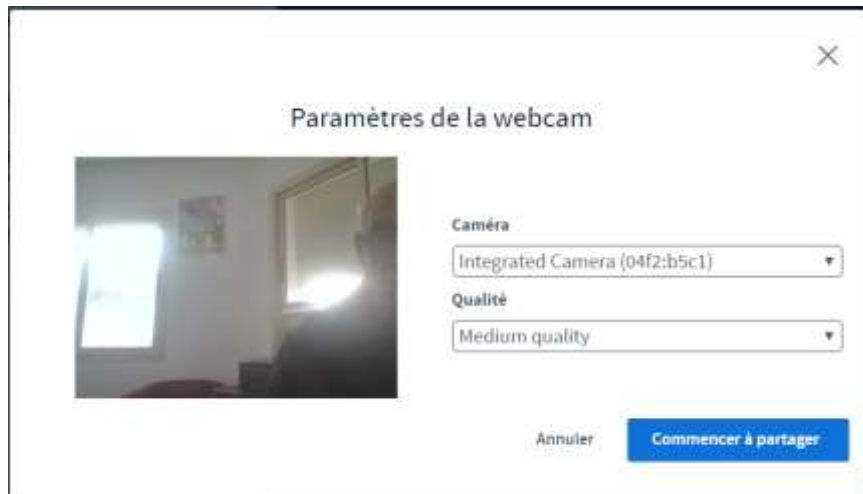 Paramètres de la webcam
Caméra
Integrated Camera (04f2:b5c1)
Qualité
Medium quality
Annuler
Commencer à partager